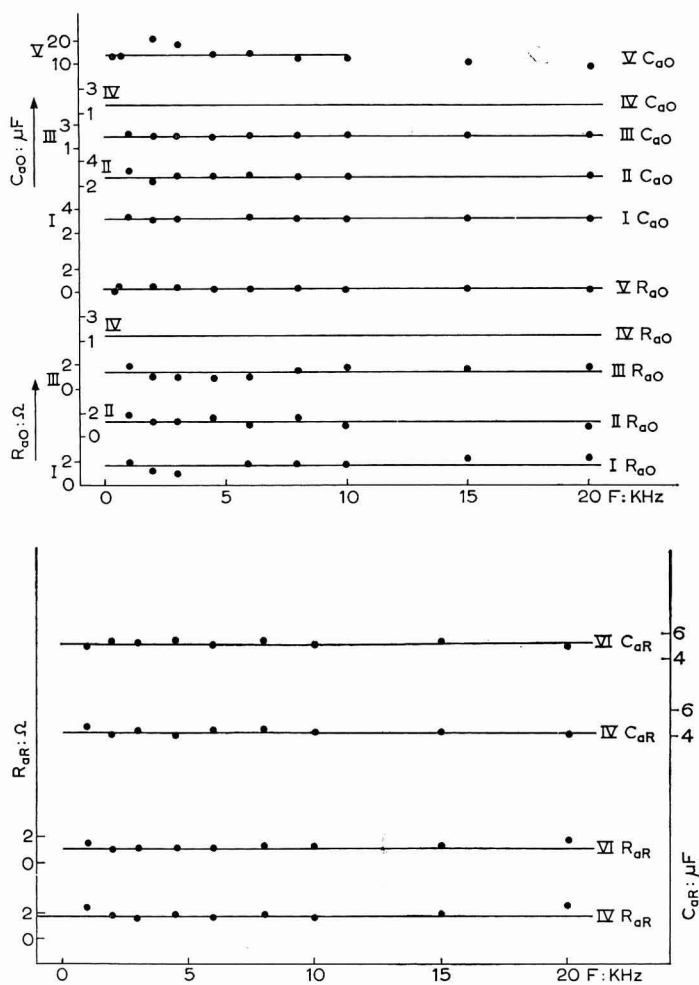 V 20 V CaO
10
3 IV
1 IV CaO
CaO : µF
III 3 III CaO
1
4 II
2 II CaO
I 4 I CaO
2
2
0 V RaO
3 IV
1 IV RaO
III 2 III RaO
0
RaO : Ω
2 II
0 II RaO
I 2 I RaO
0
0 5 10 15 20 F: KHz
6
VI CaR
4
6
IV CaR 4
RaR : Ω
2
VI RaR
0
CaR : µF
2
IV RaR
0
0 5 10 15 20 F: KHz